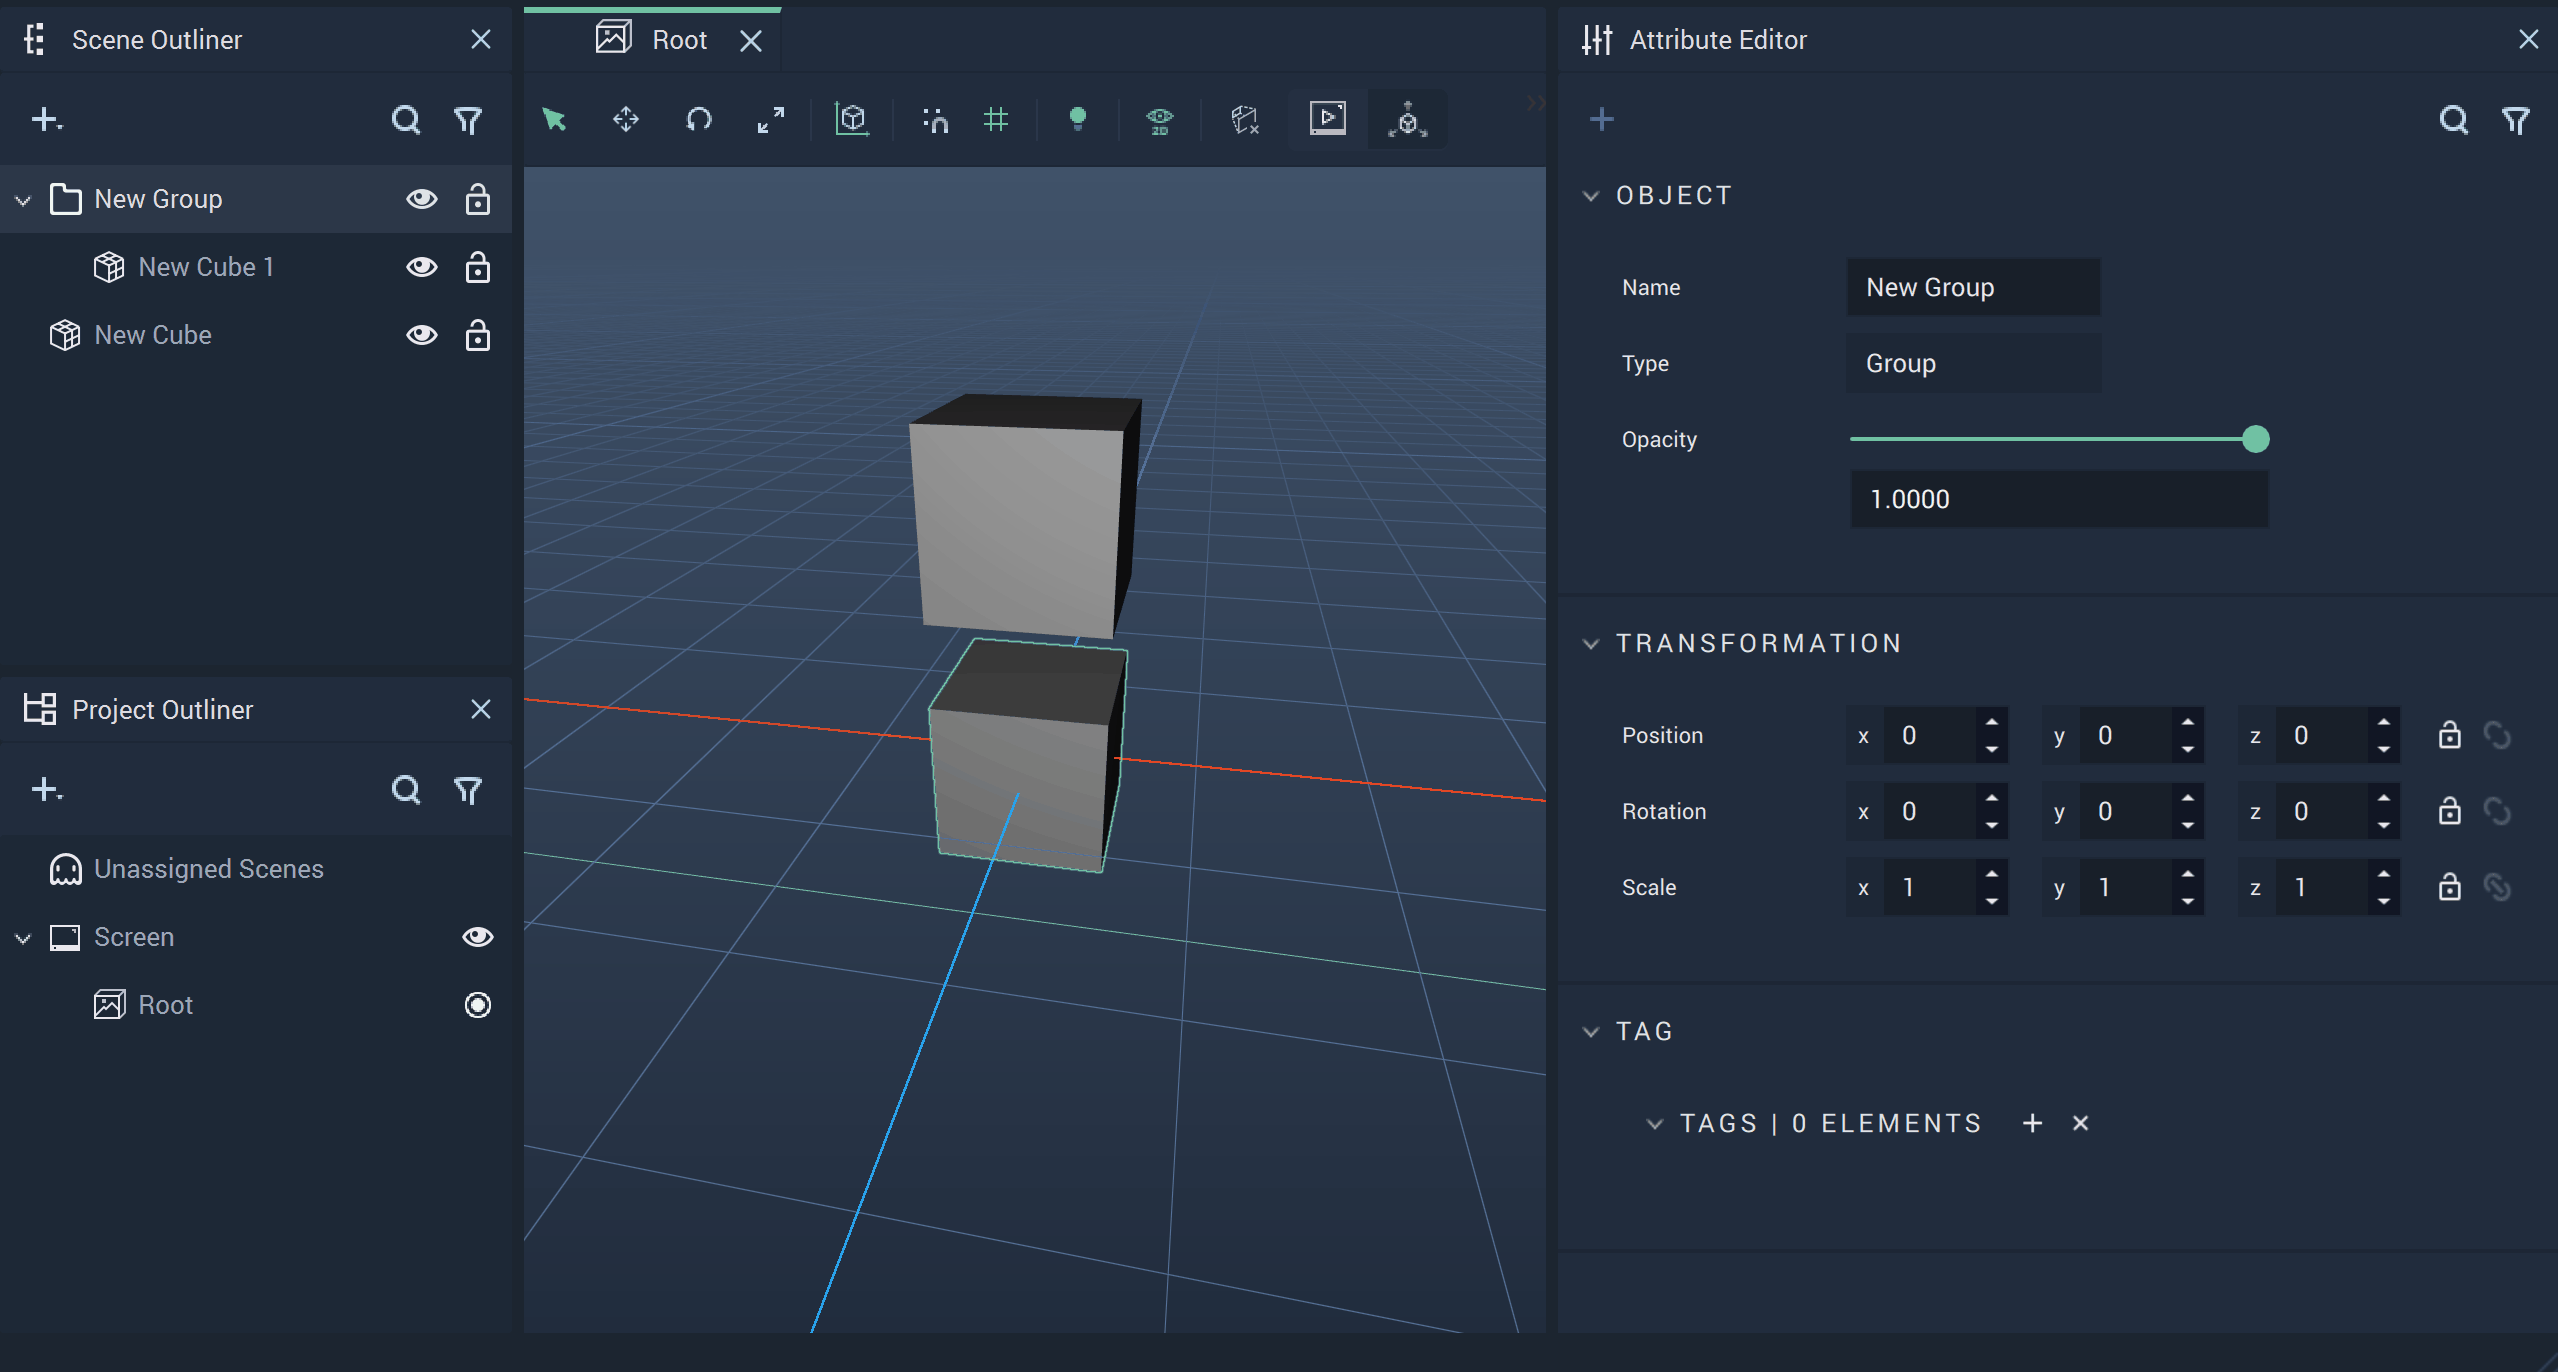 Scene Outliner
New Group
New Cube 1
New Cube
Project Outliner
Unassigned Scenes
Screen
Root
Root
2D
Attribute Editor
OBJECT
Name New Group
Type Group
Opacity
1.0000
TRANSFORMATION
Position x 0 y 0 z 0
Rotation x 0 y 0 z 0
Scale x 1 y 1 z 1
TAG
TAGS | 0 ELEMENTS